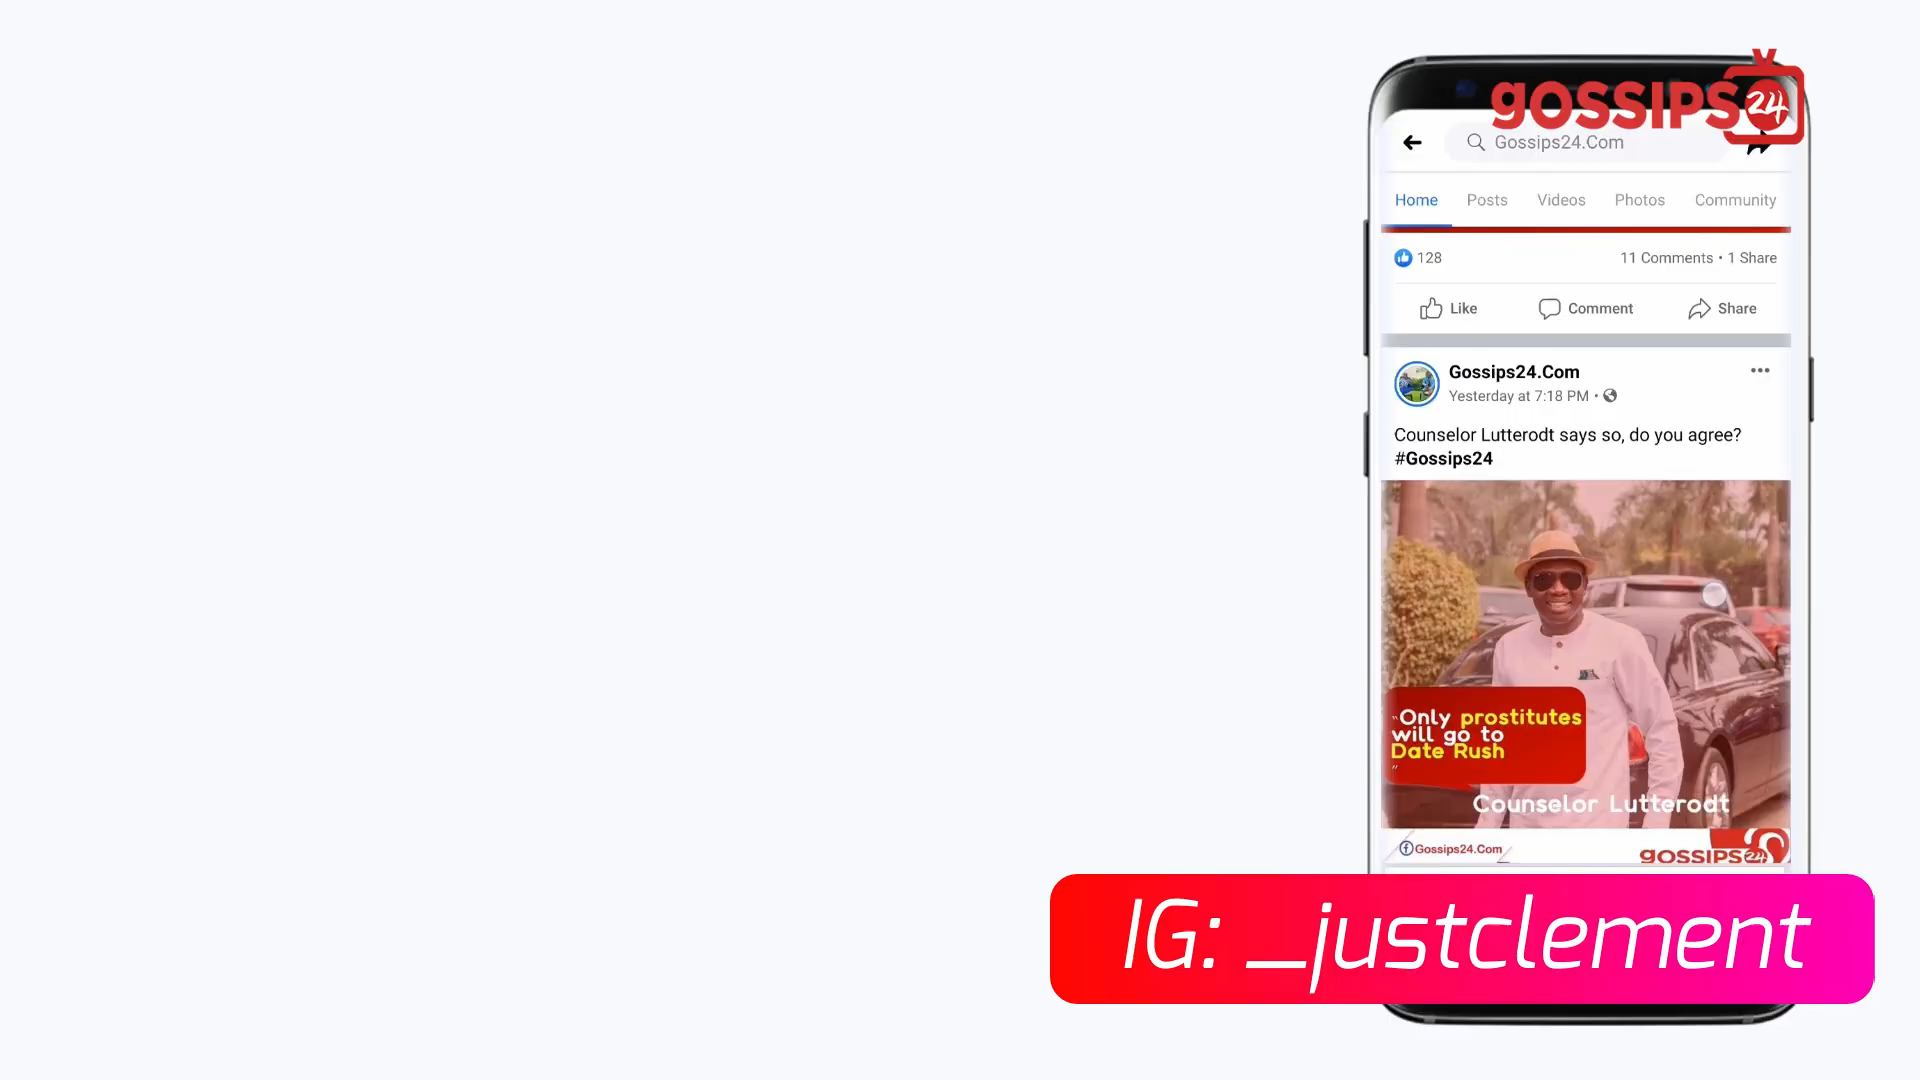 gOSSIPS 24
Gossips24.Com
Home Posts Videos Photos Community
128 11 Comments • 1 Share
Like Comment Share
Gossips24.Com
Yesterday at 7:18 PM •
Counselor Lutterodt says so, do you agree?
#Gossips24
"Only prostitutes
will go to
Date Rush
"
Counselor Lutterodt
Gossips24.Com
gOSSIPS24
IG: _justclement